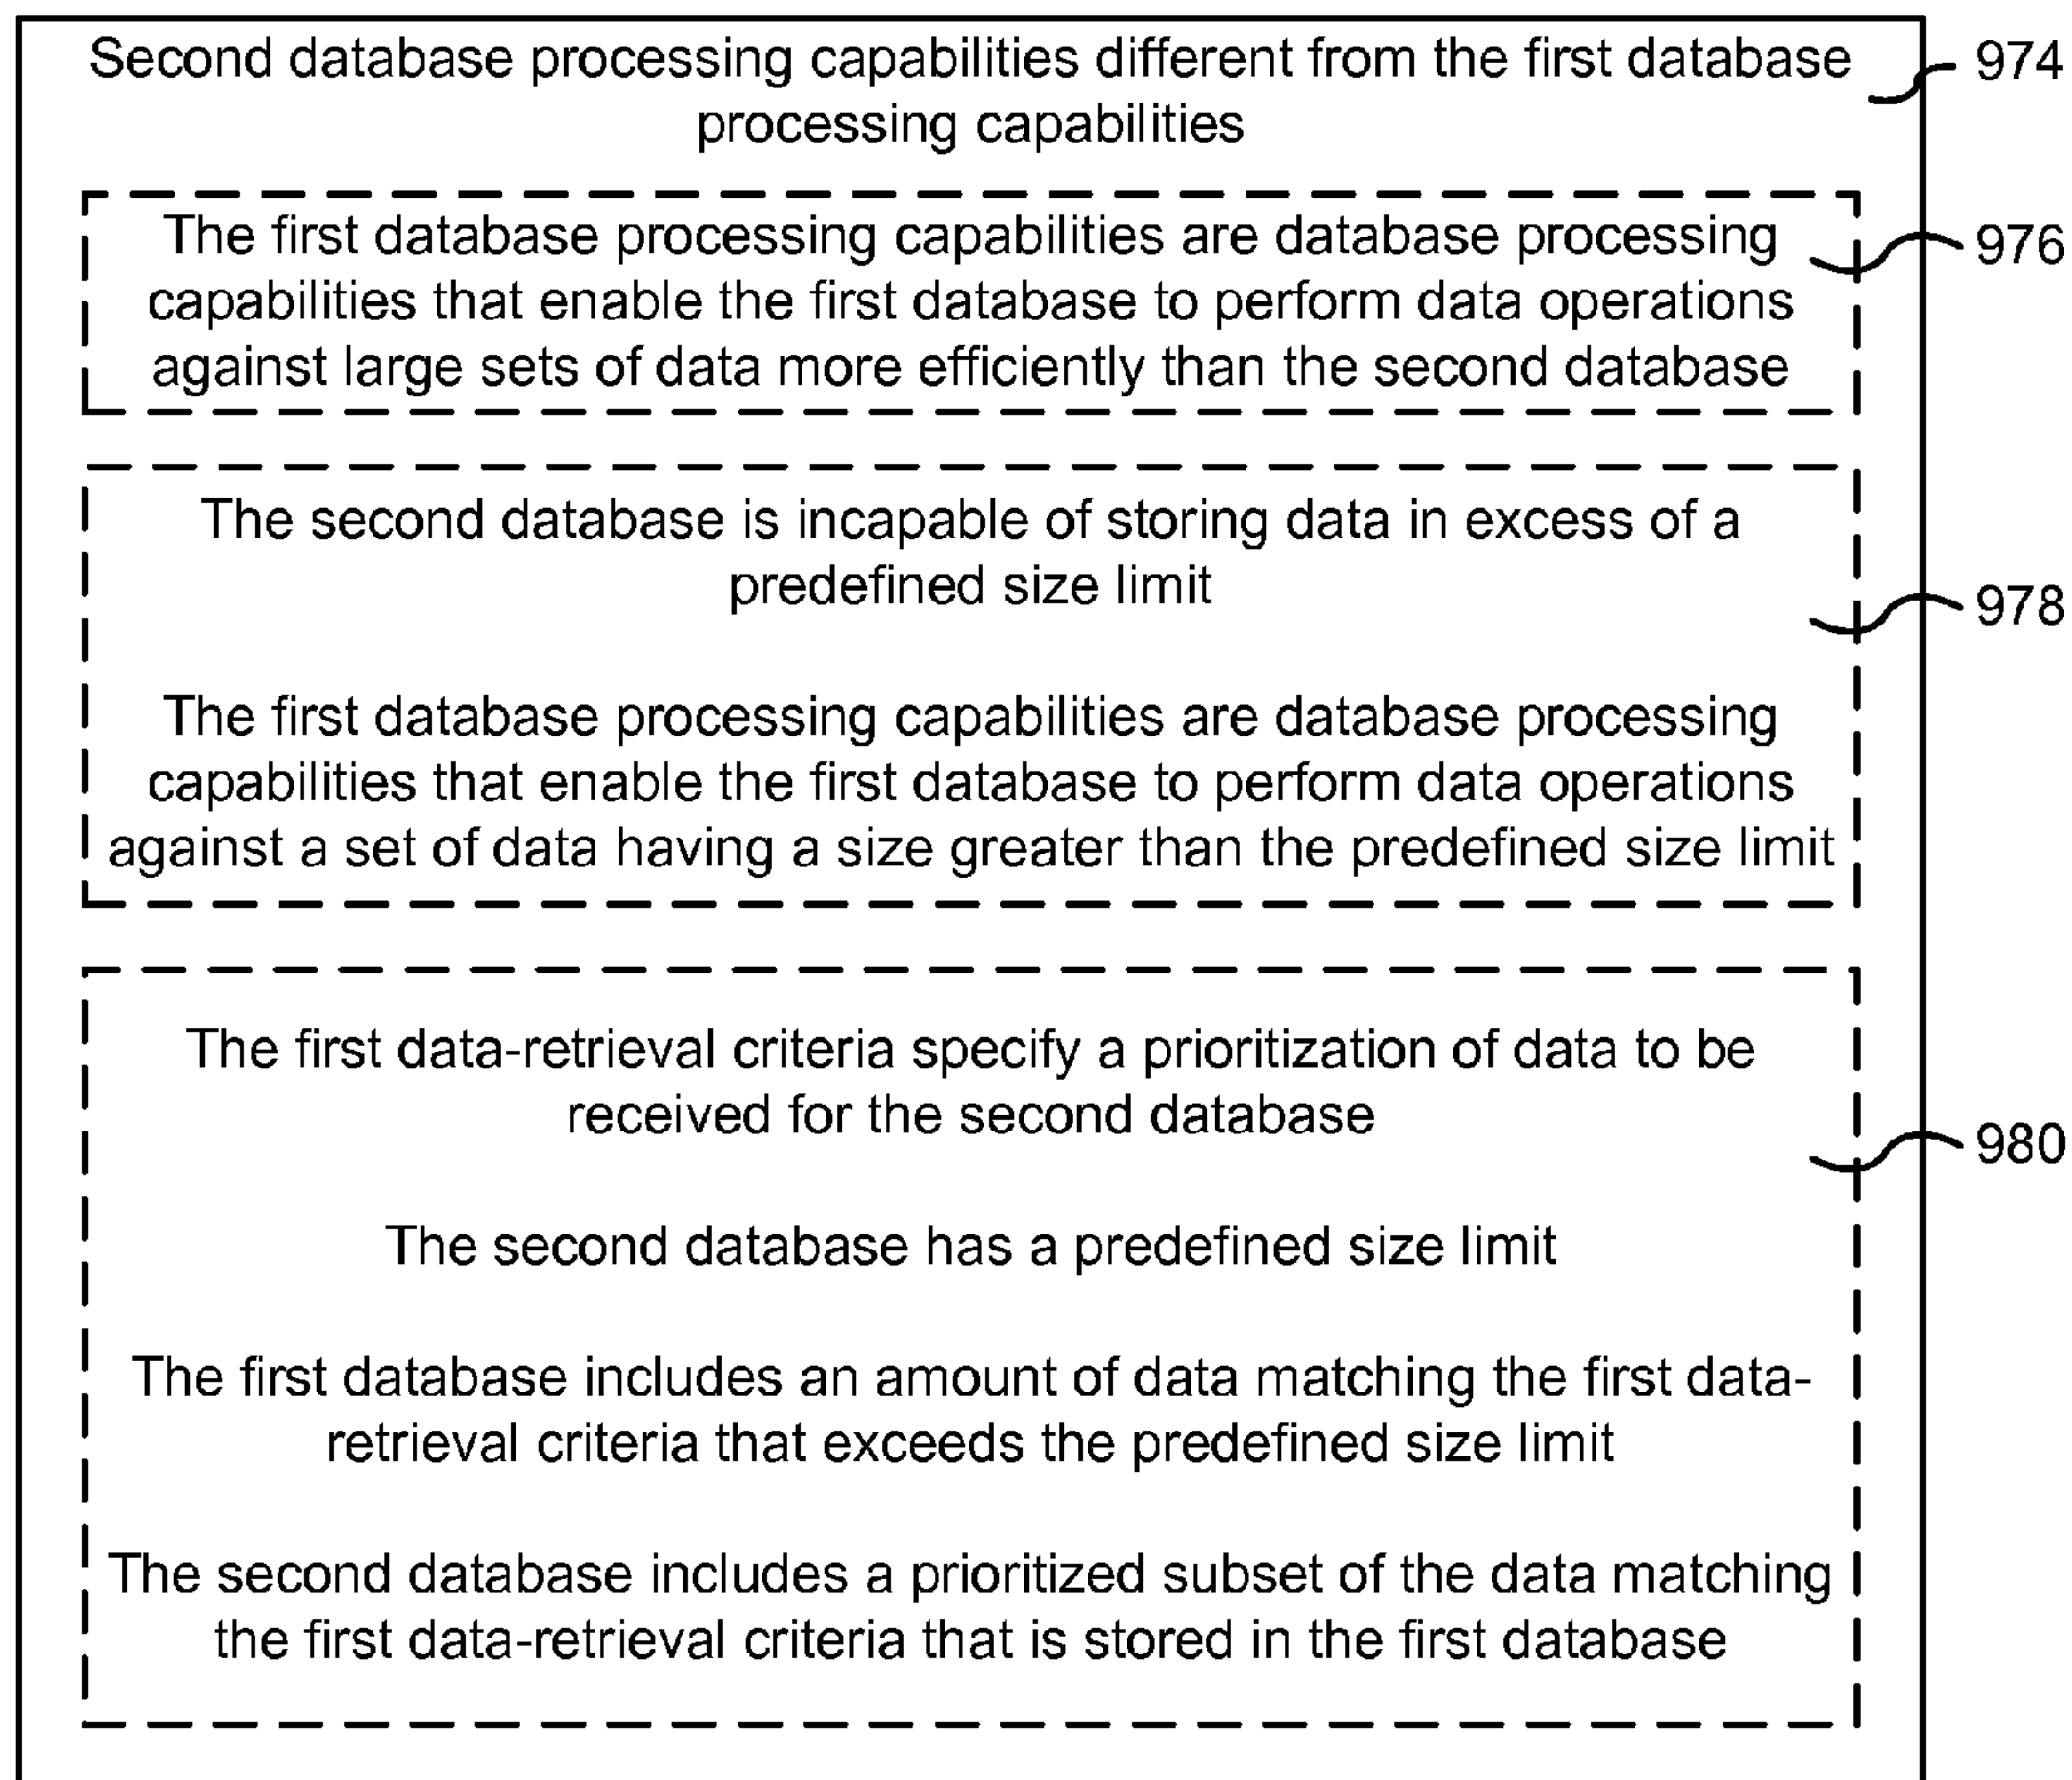 Second database processing capabilities different from the first database
processing capabilities
974
The first database processing capabilities are database processing
capabilities that enable the first database to perform data operations
against large sets of data more efficiently than the second database
976
The second database is incapable of storing data in excess of a
predefined size limit
978
The first database processing capabilities are database processing
capabilities that enable the first database to perform data operations
against a set of data having a size greater than the predefined size limit
The first data-retrieval criteria specify a prioritization of data to be
received for the second database
980
The second database has a predefined size limit
The first database includes an amount of data matching the first data-
retrieval criteria that exceeds the predefined size limit
The second database includes a prioritized subset of the data matching
the first data-retrieval criteria that is stored in the first database